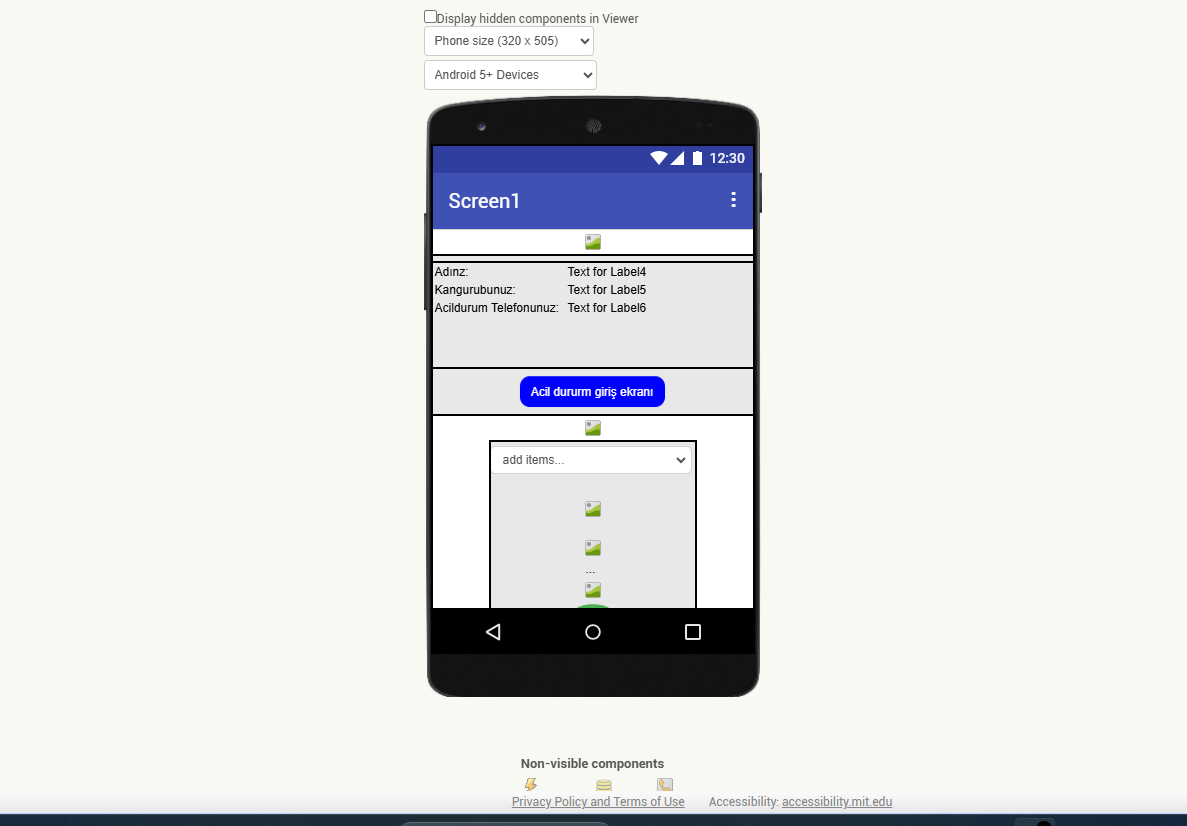 Display hidden components in Viewer
Phone size (320 x 505)
Android 5+ Devices
12:30
Screen1
Adınz: Text for Label4
Kangurubunuz: Text for Label5
Acildurum Telefonunuz: Text for Label6
Acil dururm giriş ekranı
add items...
...
Non-visible components
Privacy Policy and Terms of Use Accessibility: accessibility.mit.edu